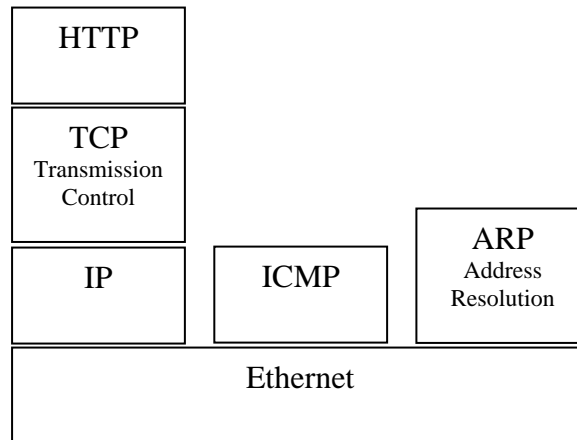 HTTP
TCP
Transmission
Control
IP
ICMP
ARP
Address
Resolution
Ethernet